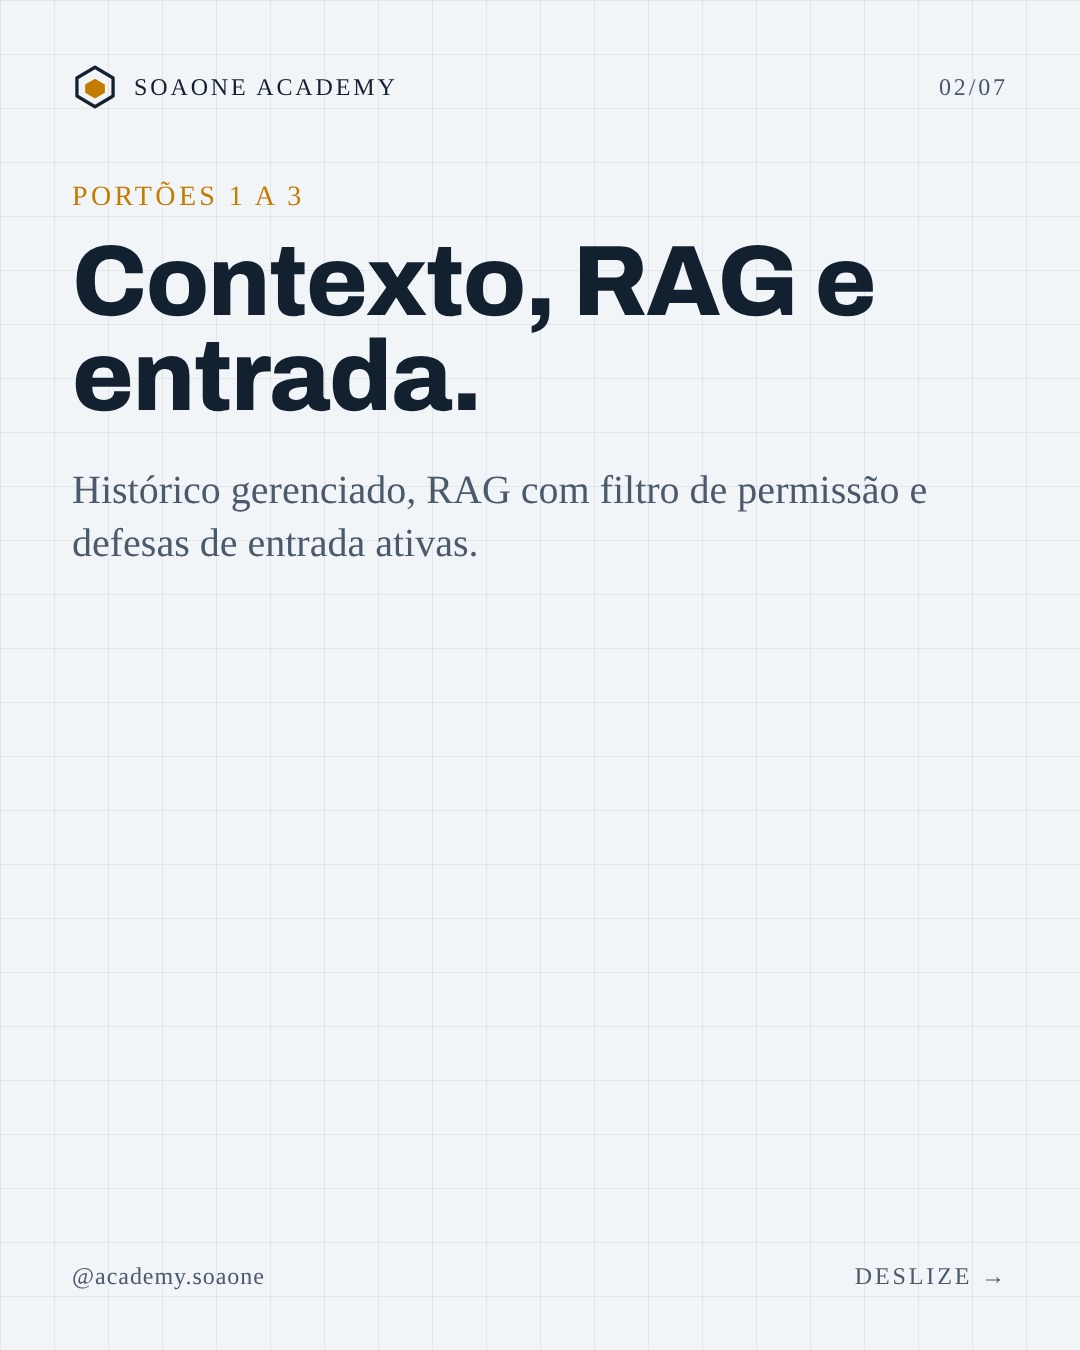 SOAONE ACADEMY
02/07
PORTÕES 1 A 3
Contexto, RAG e
entrada.
Histórico gerenciado, RAG com filtro de permissão e
defesas de entrada ativas.
@academy.soaone
DESLIZE →